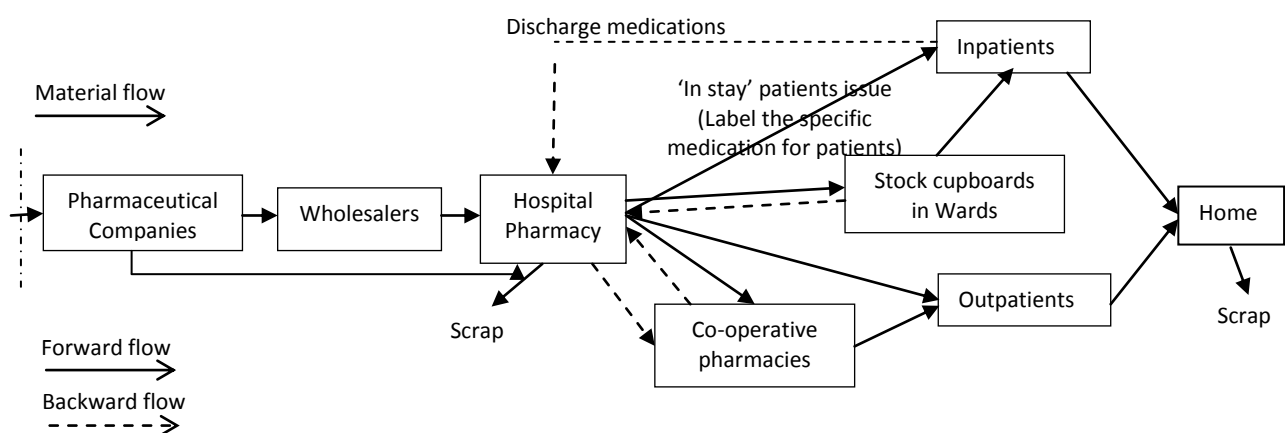 Discharge medications
Inpatients
Material flow
‘In stay’ patients issue
(Label the specific
medication for patients)
Pharmaceutical
Companies
Wholesalers
Hospital
Pharmacy
Stock cupboards
in Wards
Home
Scrap
Co-operative
pharmacies
Outpatients
Scrap
Forward flow
Backward flow